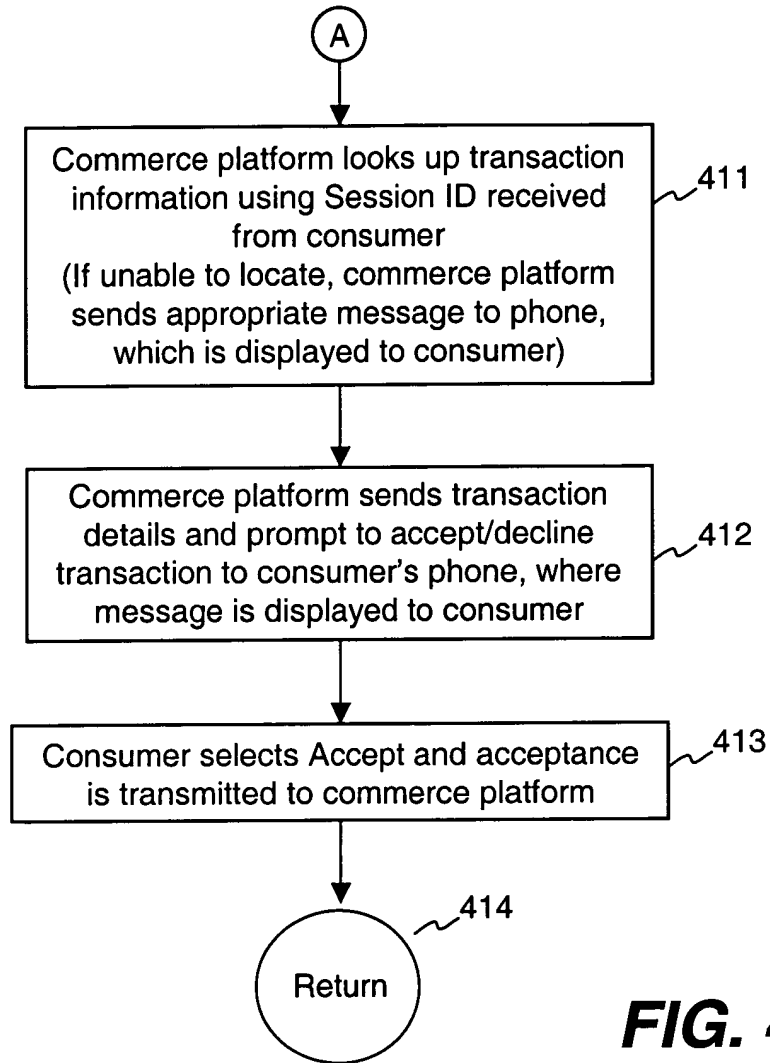 A
Commerce platform looks up transaction
information using Session ID received
from consumer
(If unable to locate, commerce platform
sends appropriate message to phone,
which is displayed to consumer)
411
Commerce platform sends transaction
details and prompt to accept/decline
transaction to consumer's phone, where
message is displayed to consumer
412
Consumer selects Accept and acceptance
is transmitted to commerce platform
413
414
Return
FIG.